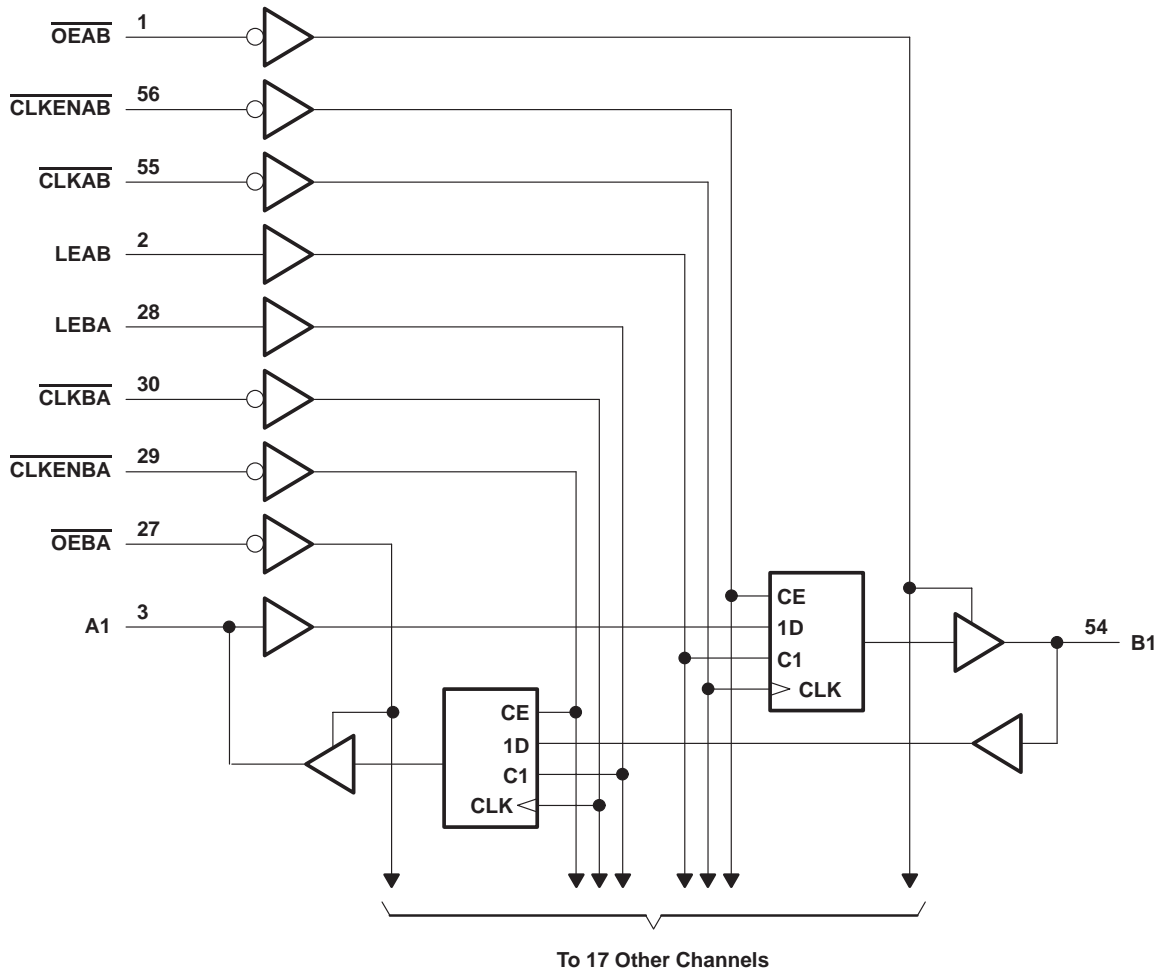 1
OEAB
56
CLKENAB
55
CLKAB
2
LEAB
28
LEBA
30
CLKBA
29
CLKENBA
27
OEBA
3
A1
CE
1D
C1
CLK
54
B1
CE
1D
C1
CLK
To 17 Other Channels